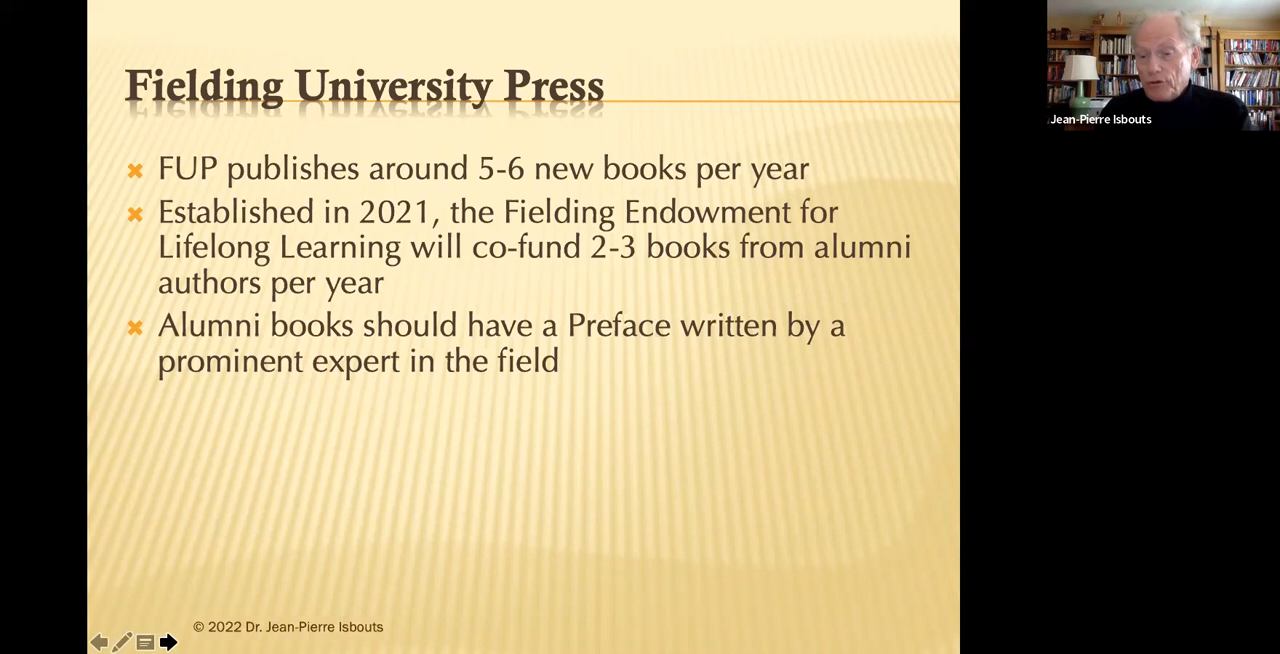 Fielding University Press
FUP publishes around 5-6 new books per year
Established in 2021, the Fielding Endowment for
Lifelong Learning will co-fund 2-3 books from alumni
authors per year
Alumni books should have a Preface written by a
prominent expert in the field
© 2022 Dr. Jean-Pierre Isbouts
Jean-Pierre Isbouts